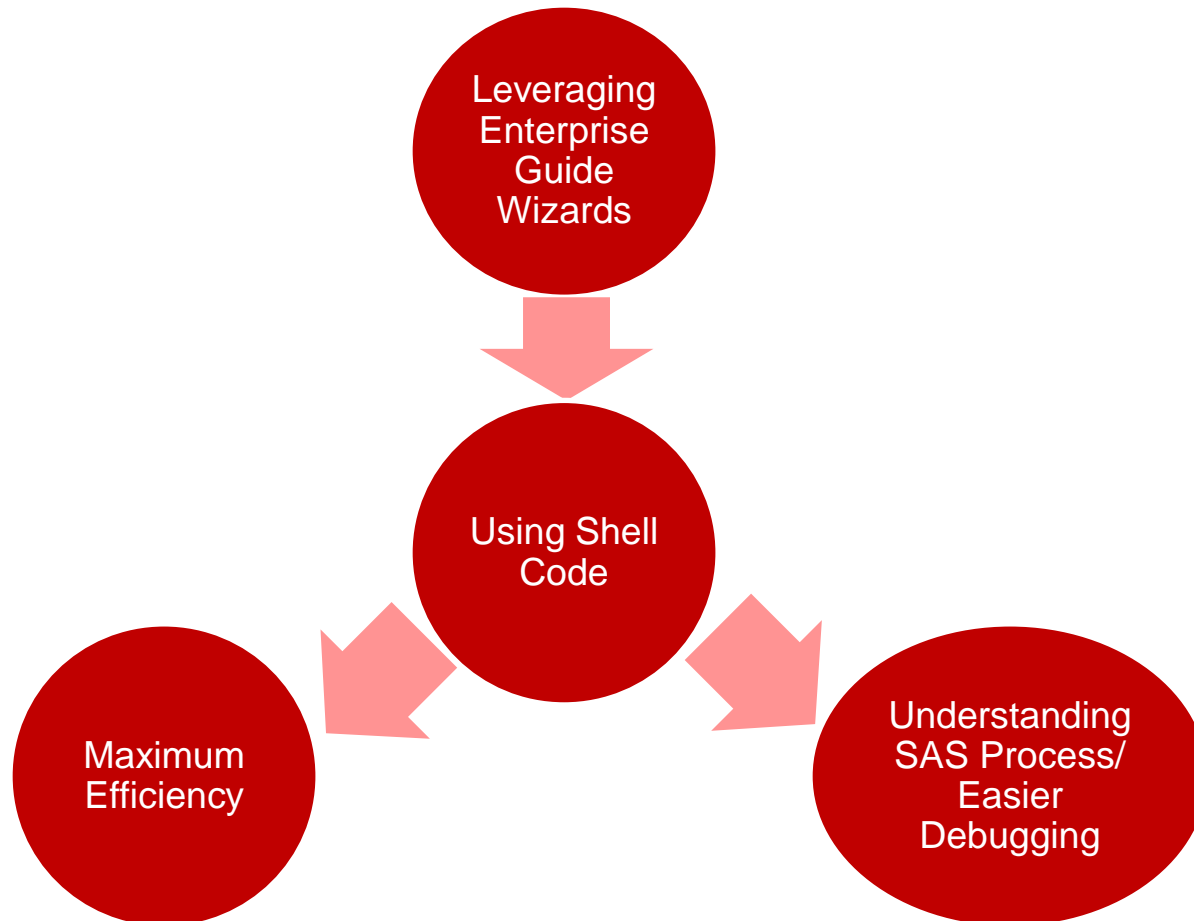 Leveraging
Enterprise
Guide
Wizards
Using Shell
Code
Maximum
Efficiency
Understanding
SAS Process/
Easier
Debugging